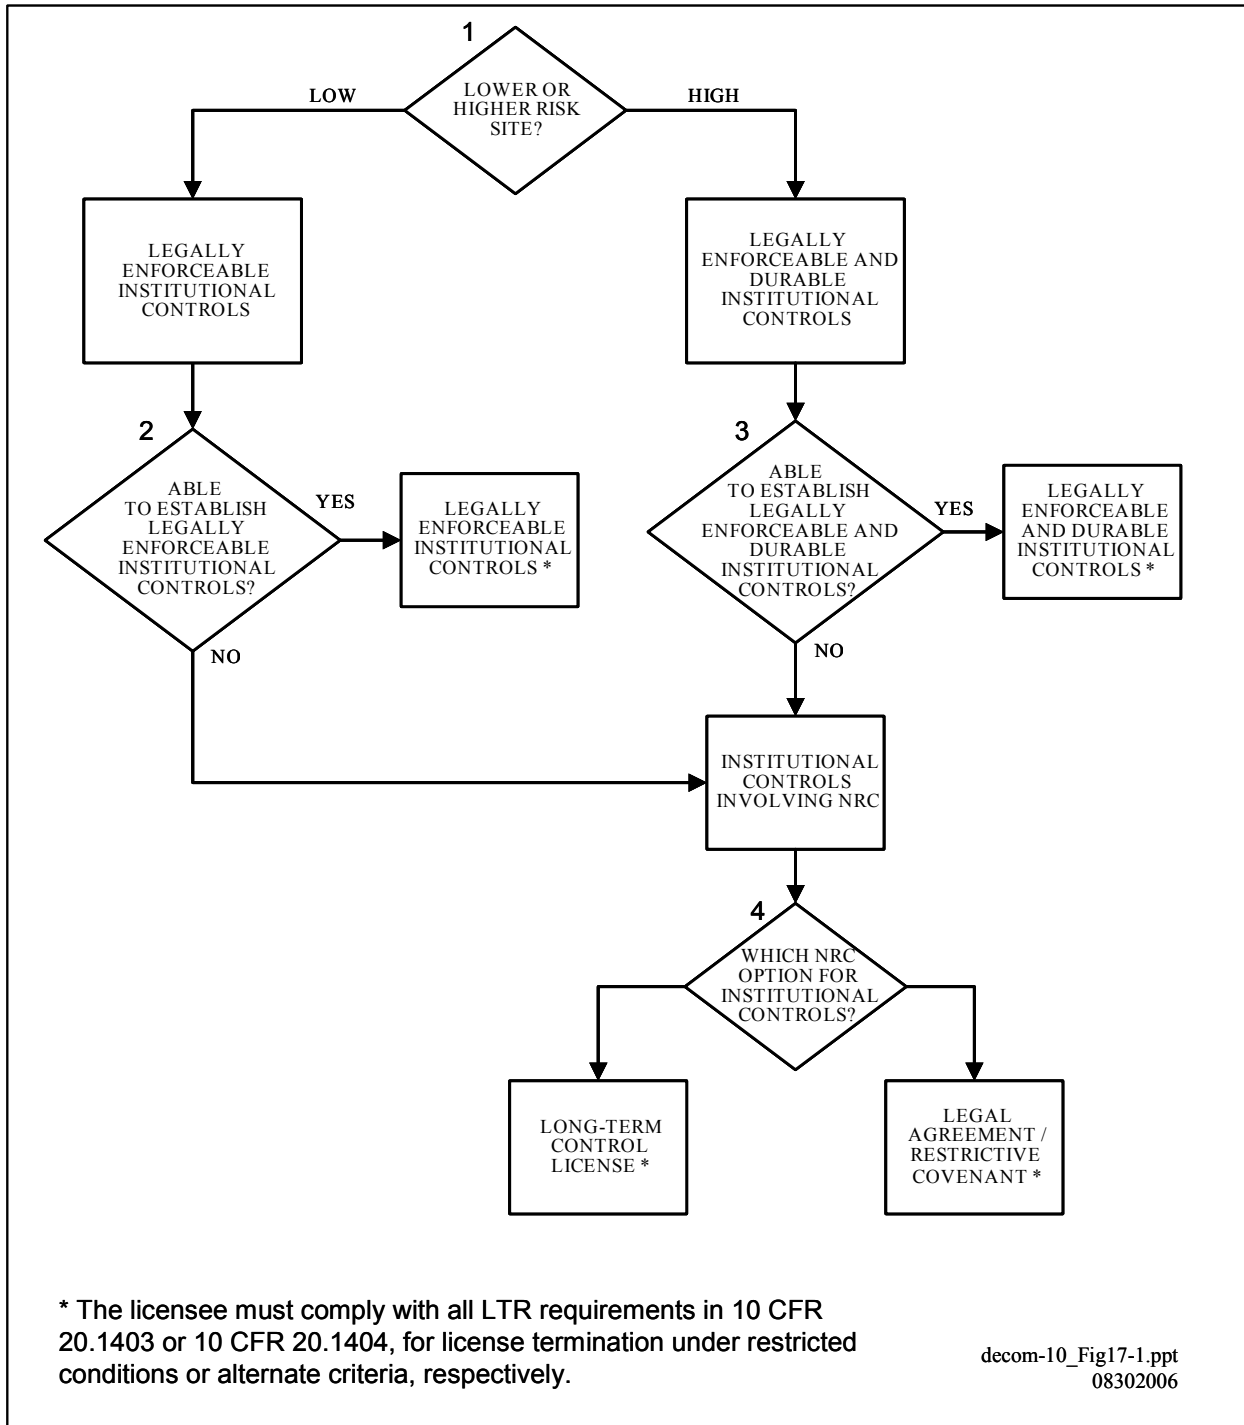 1
LOWER OR
HIGHER RISK
SITE?
LOW
HIGH
LEGALLY
ENFORCEABLE
INSTITUTIONAL
CONTROLS
LEGALLY
ENFORCEABLE AND
DURABLE
INSTITUTIONAL
CONTROLS
2
ABLE
TO ESTABLISH
LEGALLY
ENFORCEABLE
INSTITUTIONAL
CONTROLS?
YES
LEGALLY
ENFORCEABLE
INSTITUTIONAL
CONTROLS *
NO
3
ABLE
TO ESTABLISH
LEGALLY
ENFORCEABLE AND
DURABLE
INSTITUTIONAL
CONTROLS?
YES
LEGALLY
ENFORCEABLE
AND DURABLE
INSTITUTIONAL
CONTROLS *
NO
INSTITUTIONAL
CONTROLS
INVOLVING NRC
4
WHICH NRC
OPTION FOR
INSTITUTIONAL
CONTROLS?
LONG-TERM
CONTROL
LICENSE *
LEGAL
AGREEMENT /
RESTRICTIVE
COVENANT *
* The licensee must comply with all LTR requirements in 10 CFR
20.1403 or 10 CFR 20.1404, for license termination under restricted
conditions or alternate criteria, respectively.
decom-10_Fig17-1.ppt
08302006